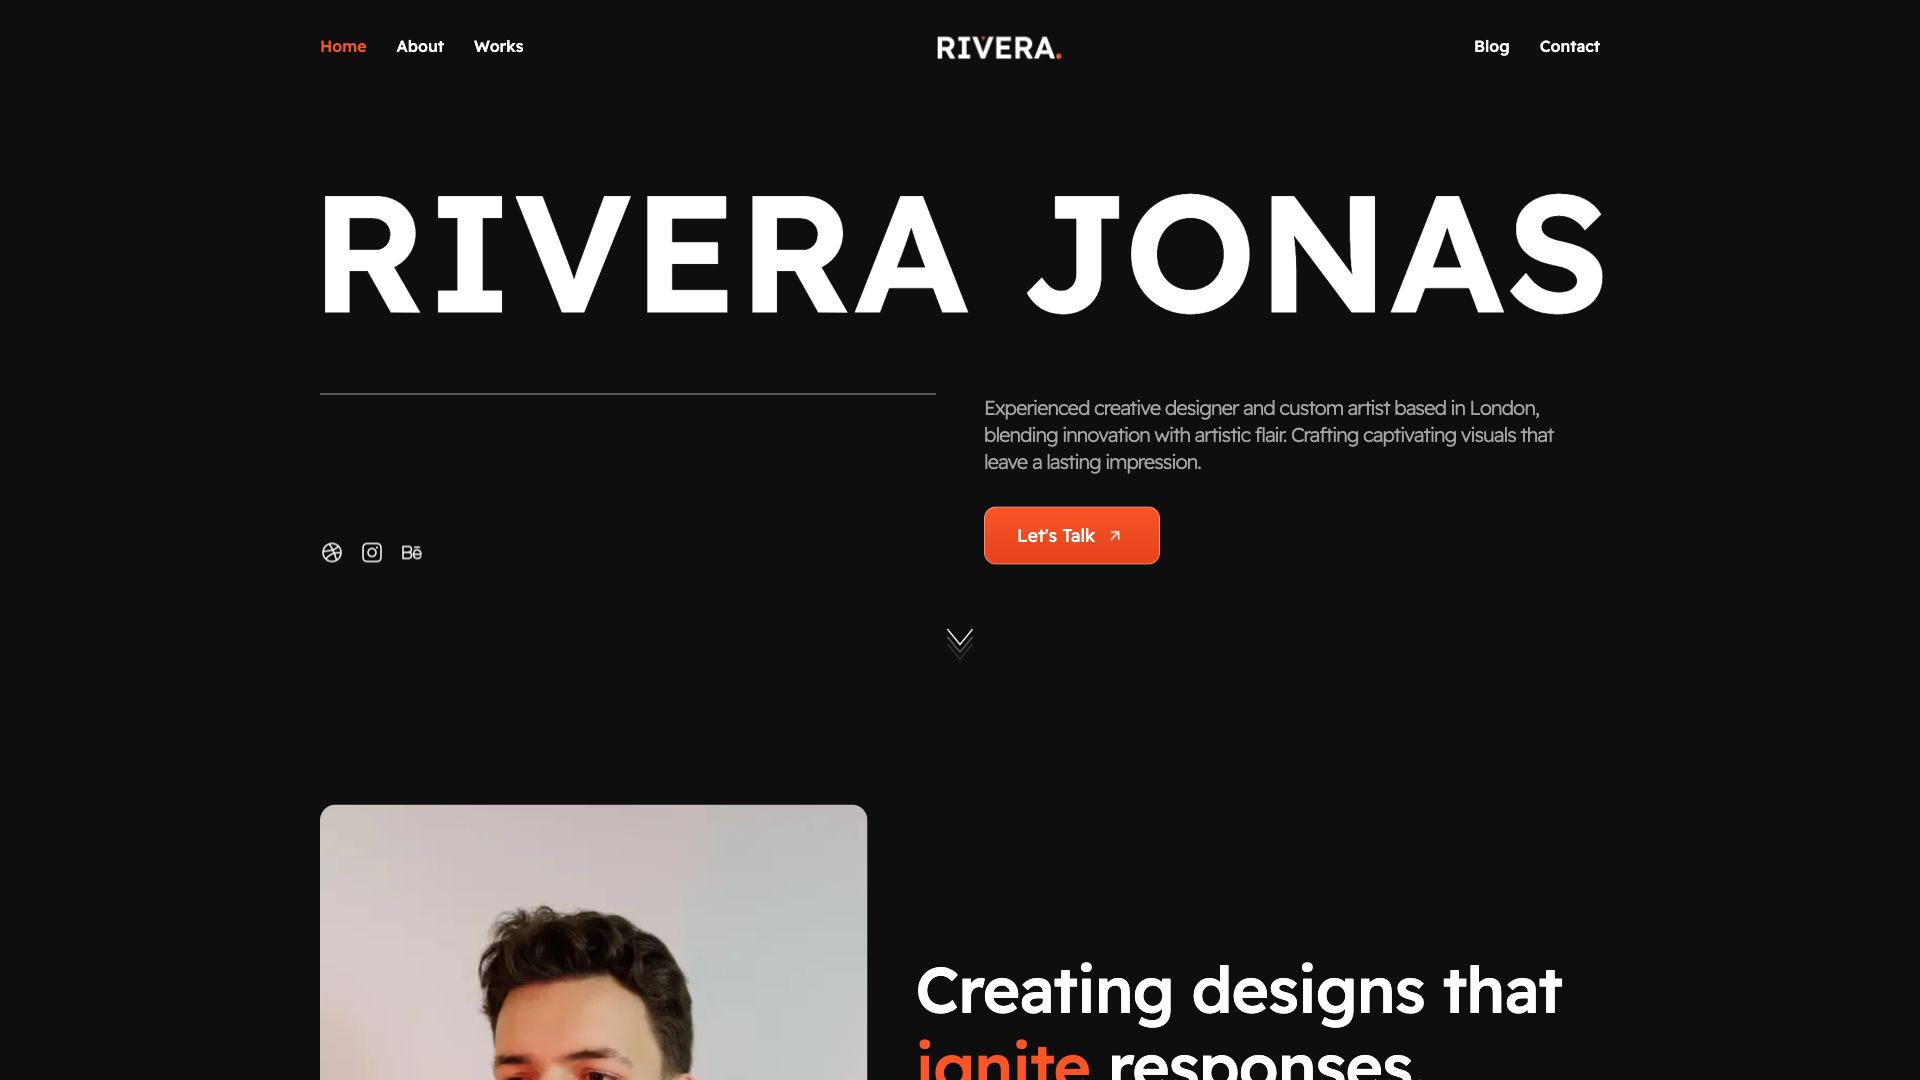 Home About Works RIVERA. Blog Contact
RIVERA JONAS
Experienced creative designer and custom artist based in London,
blending innovation with artistic flair. Crafting captivating visuals that
leave a lasting impression.
Let's Talk
Bē
Creating designs that
ignite responses.